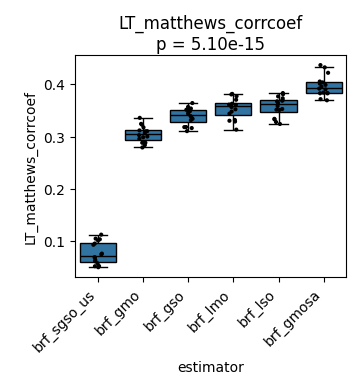 LT_matthews_corrcoef
p = 5.10e-15
LT_matthews_corrcoef
0.4
0.3
0.2
0.1
brf_sgso_us
brf_gmo
brf_gso
brf_lmo
brf_lso
brf_gmosa
estimator